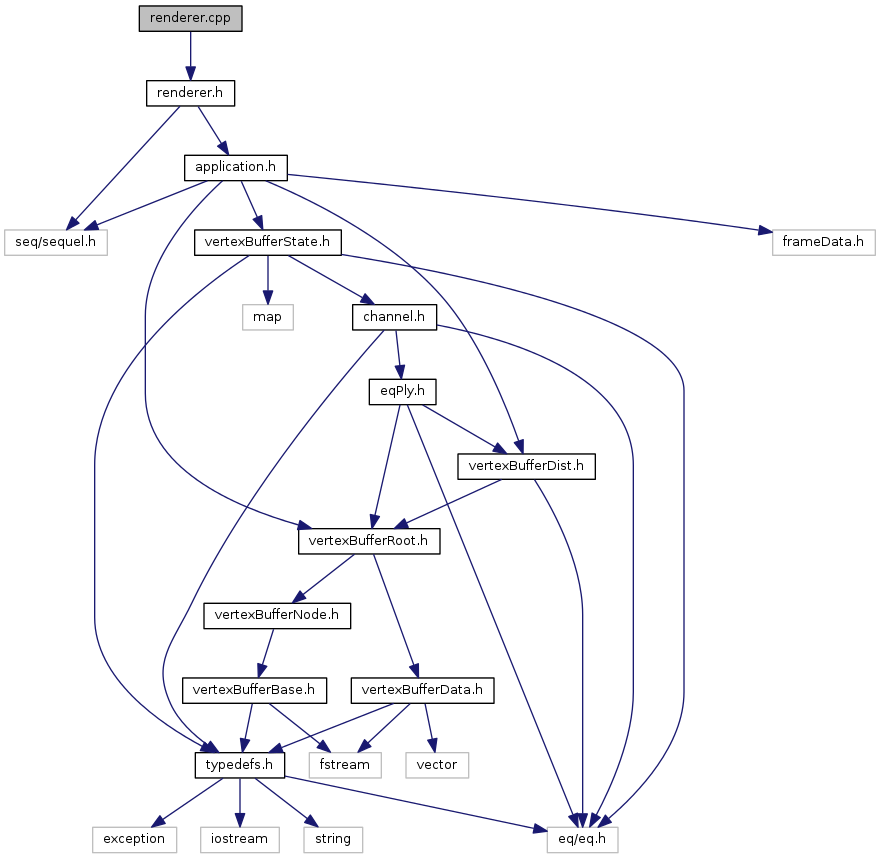 renderer.cpp
renderer.h
application.h
seq/sequel.h
vertexBufferState.h
frameData.h
map
channel.h
eqPly.h
vertexBufferDist.h
vertexBufferRoot.h
vertexBufferNode.h
vertexBufferBase.h
vertexBufferData.h
typedefs.h
fstream
vector
exception
iostream
string
eq/eq.h